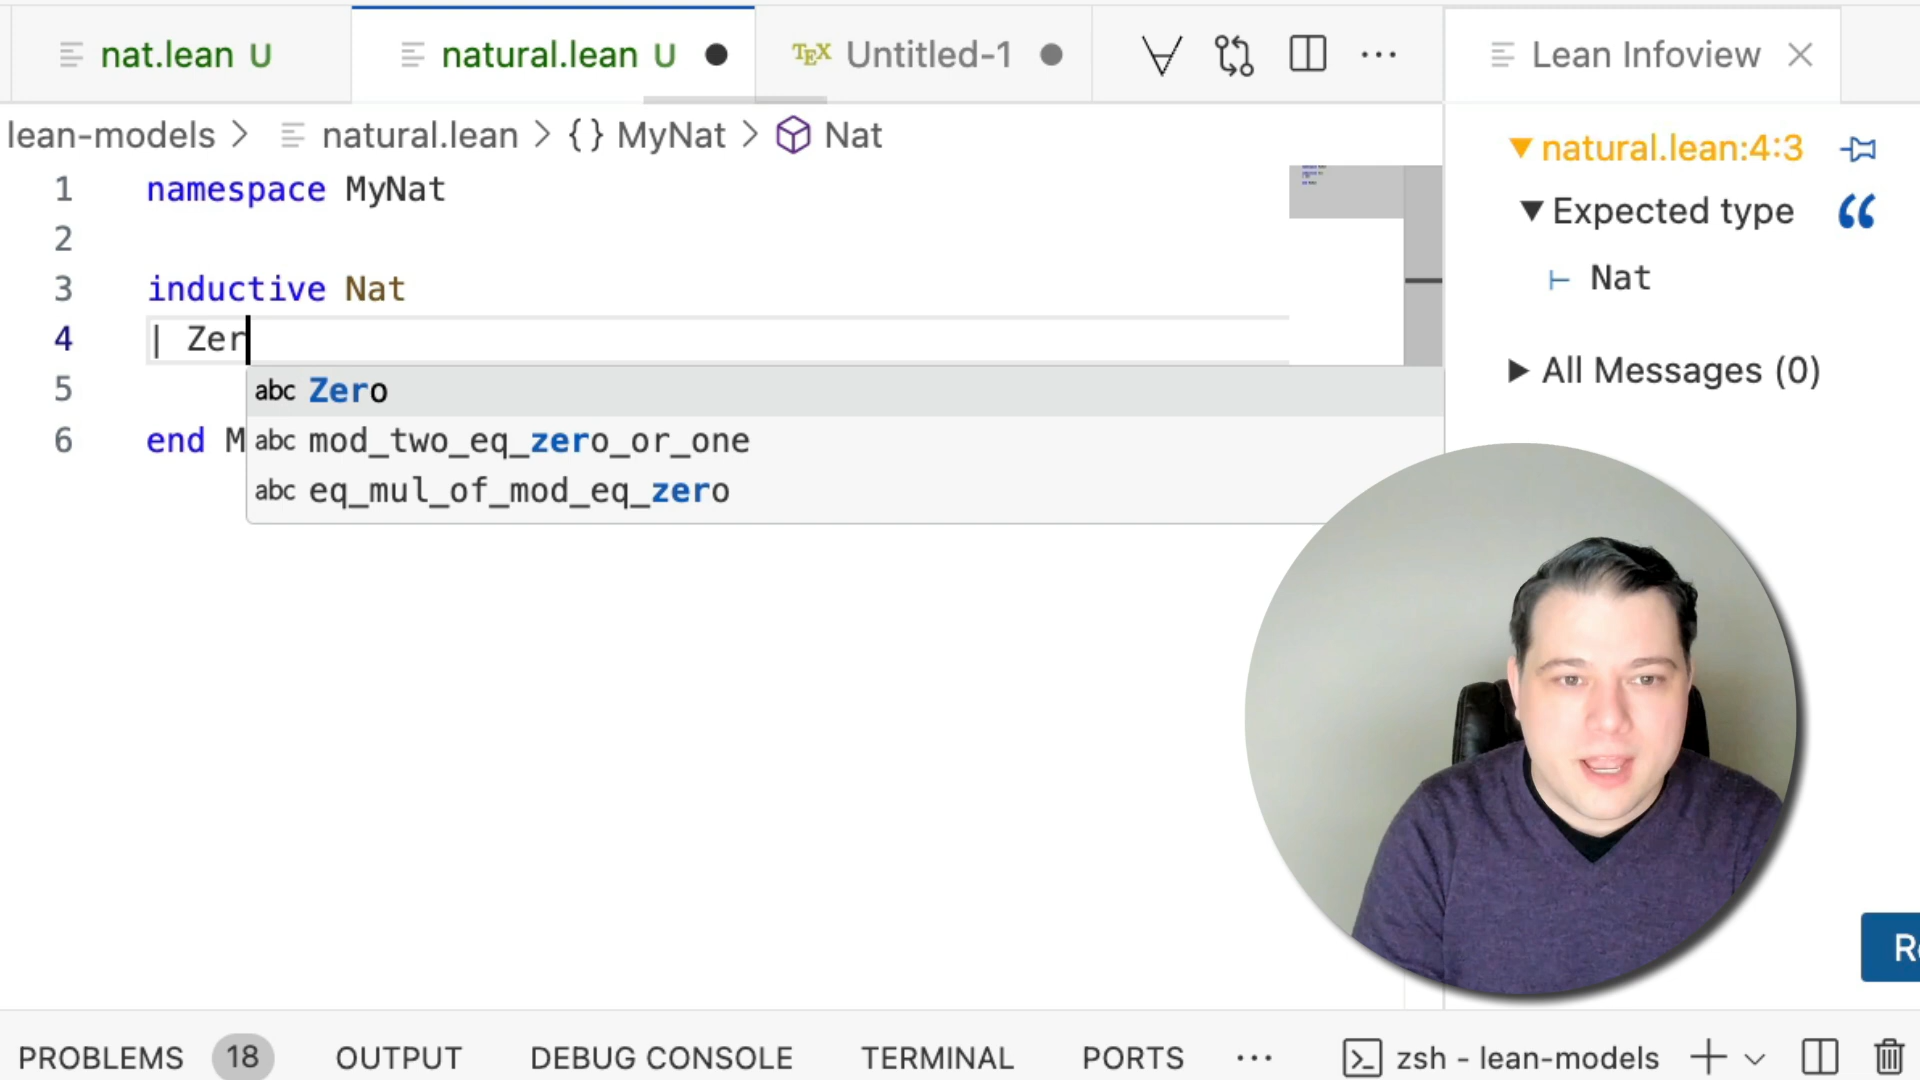 nat.lean U
natural.lean U
TEX Untitled-1
Lean Infoview
lean-models > natural.lean > {} MyNat > Nat
1 namespace MyNat
2
3 inductive Nat
4 | Zer
5
6 end M
abc Zero
abc mod_two_eq_zero_or_one
abc eq_mul_of_mod_eq_zero
natural.lean:4:3
Expected type
⊢ Nat
All Messages (0)
PROBLEMS 18 OUTPUT DEBUG CONSOLE TERMINAL PORTS ··· zsh - lean-models